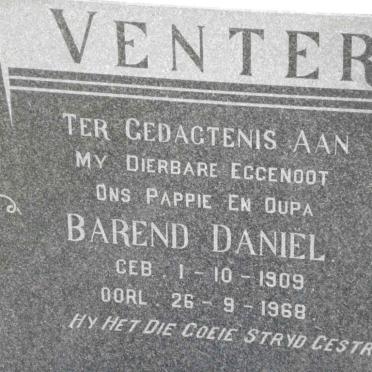 VENTER
TER GEDAGTENIS AAN
MY DIERBARE EGGENOOT
ONS PAPPIE EN OUPA
BAREND DANIEL
GEB. 1-10-1909
OORL. 26-9-1968.
HY HET DIE GOEIE STRYD GESTR